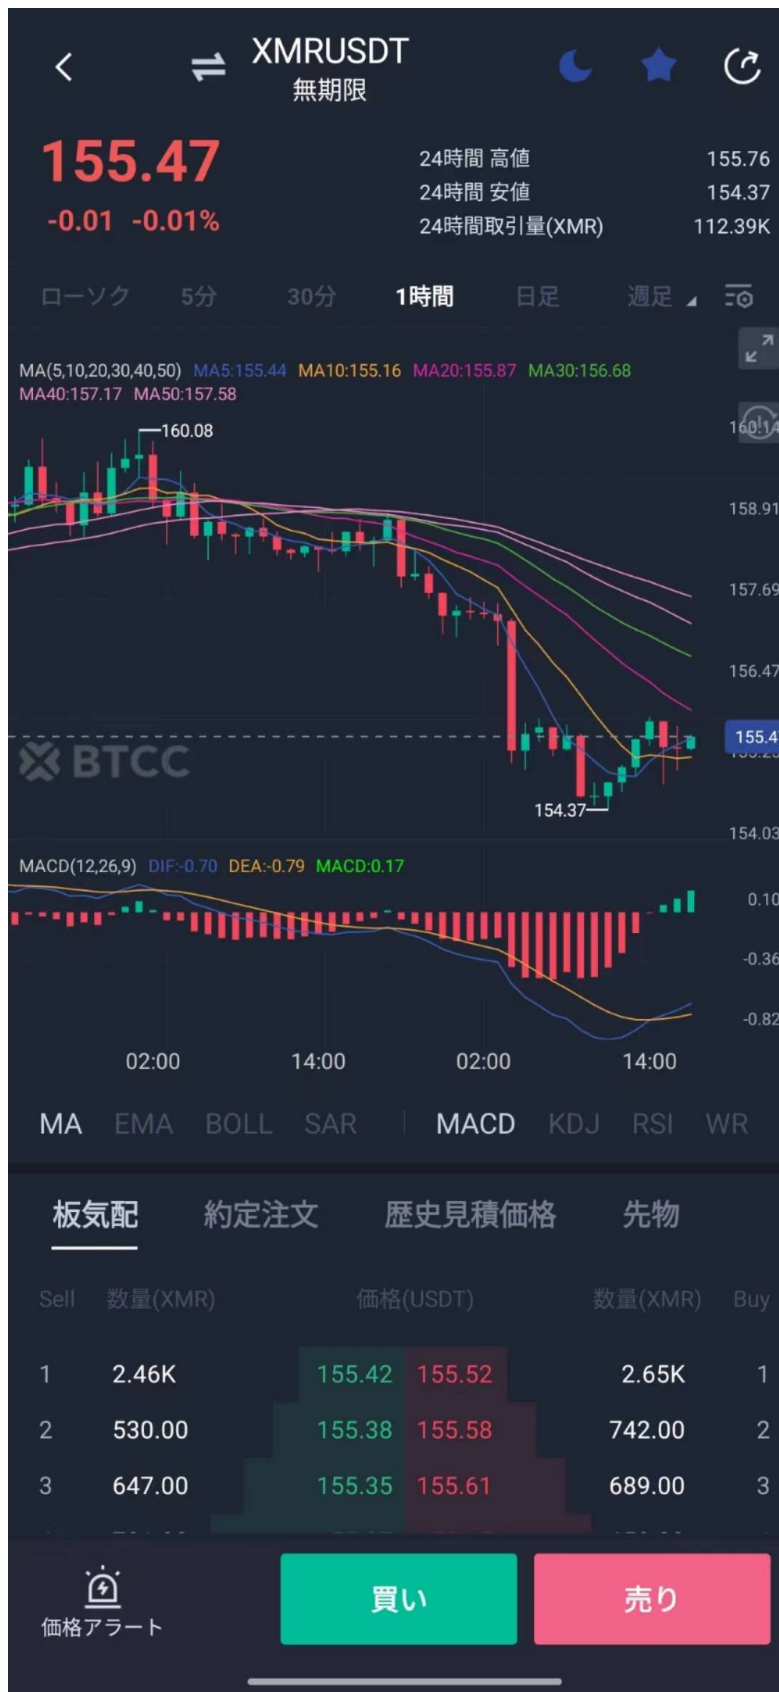 XMRUSDT
無期限
155.47
-0.01 -0.01%
24時間 高値 155.76
24時間 安値 154.37
24時間取引量(XMR) 112.39K
ローソク 5分 30分 1時間 日足 週足
MA(5,10,20,30,40,50) MA5:155.44 MA10:155.16 MA20:155.87 MA30:156.68
MA40:157.17 MA50:157.58
160.08
160.14
158.91
157.69
156.47
155.4
BTCC
154.37
154.03
MACD(12,26,9) DIF:-0.70 DEA:-0.79 MACD:0.17
0.10
-0.36
-0.82
02:00 14:00 02:00 14:00
MA EMA BOLL SAR MACD KDJ RSI WR
板気配 約定注文 歴史見積価格 先物
Sell 数量(XMR) 価格(USDT) 数量(XMR) Buy
1 2.46K 155.42 155.52 2.65K 1
2 530.00 155.38 155.58 742.00 2
3 647.00 155.35 155.61 689.00 3
価格アラート 買い 売り